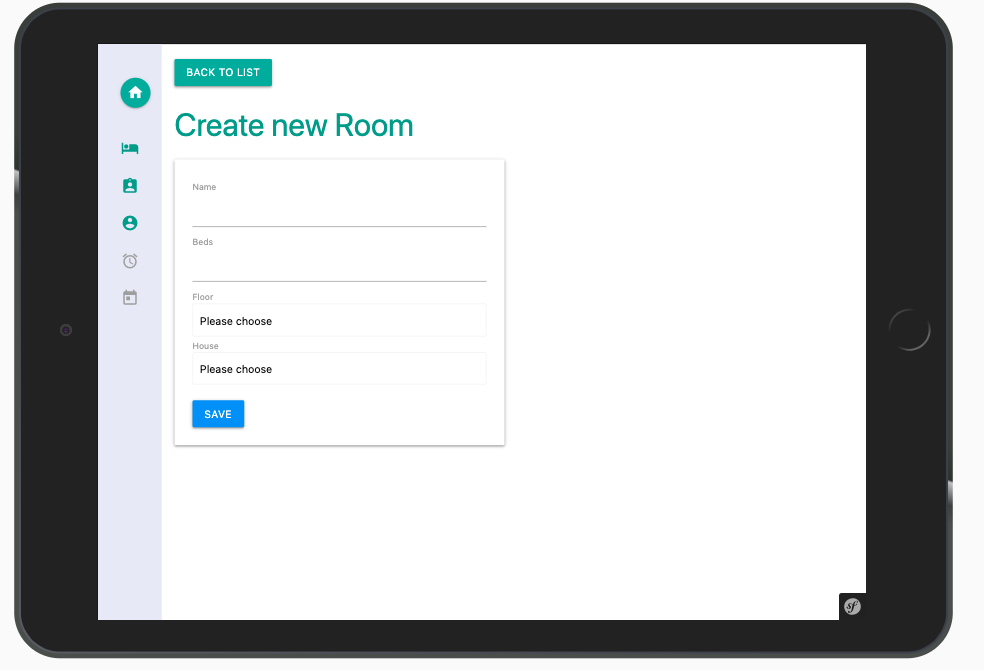 BACK TO LIST
Create new Room
Name
Beds
Floor
Please choose
House
Please choose
SAVE
sf